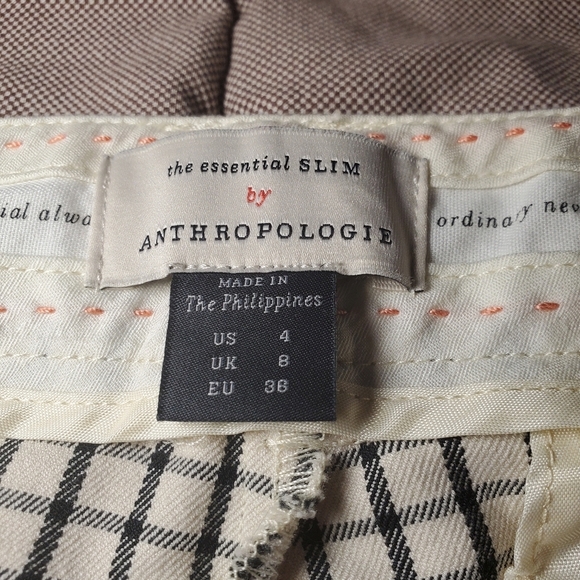 the essential SLIM
by
ANTHROPOLOGIE
ial alwa
ordinary nev
MADE IN
The Philippines
US 4
UK 8
EU 36